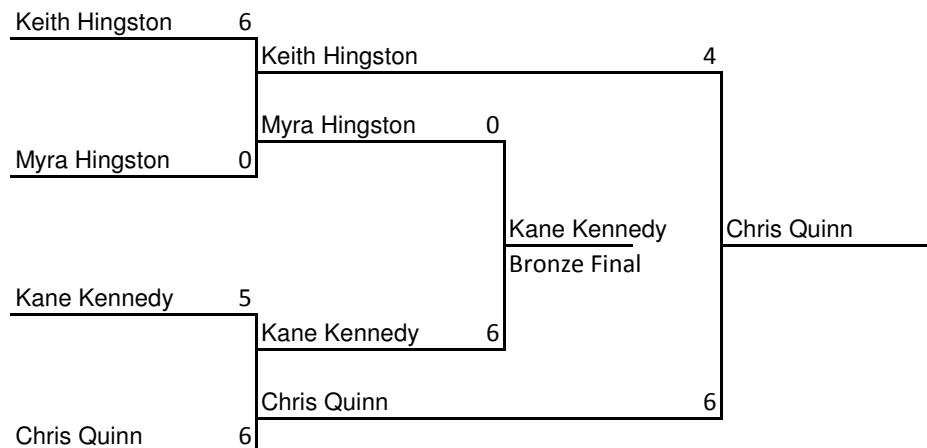 Keith Hingston 6
Keith Hingston 4
Myra Hingston 0
Myra Hingston 0
Kane Kennedy Chris Quinn
Bronze Final
Kane Kennedy 5
Kane Kennedy 6
Chris Quinn 6
Chris Quinn 6